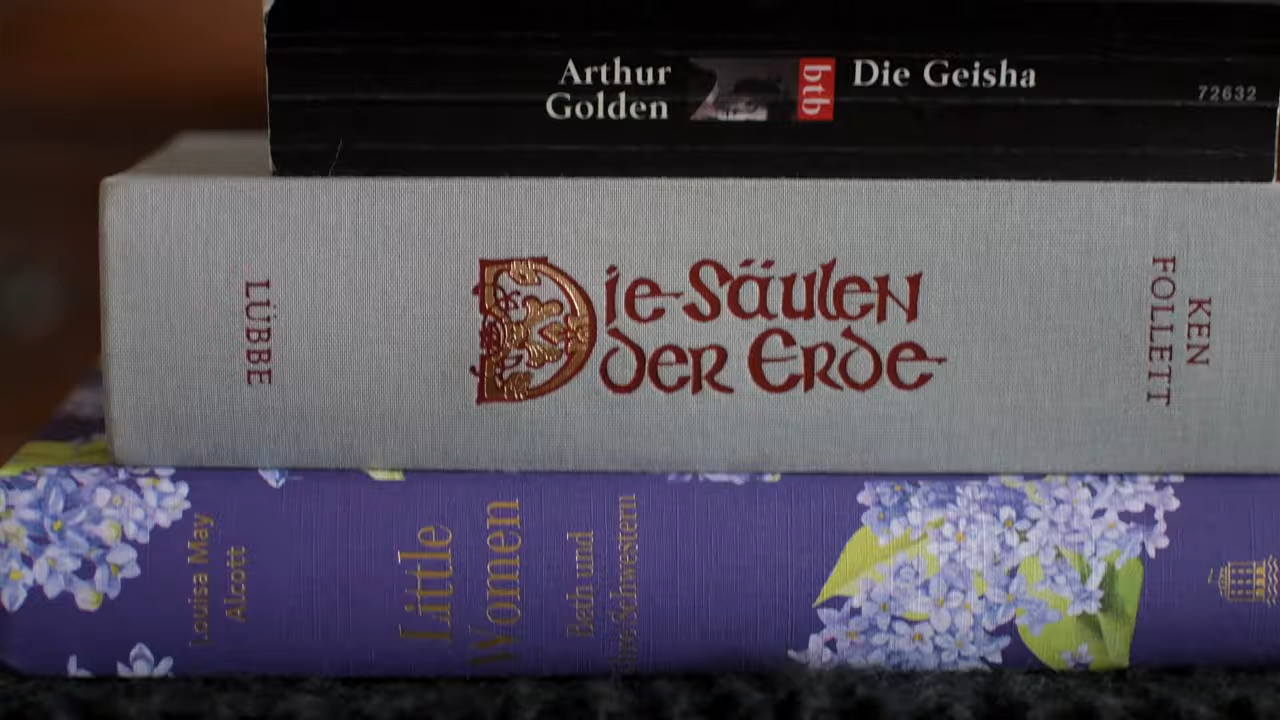 Arthur
Golden
btb
Die Geisha
72632
LÜBBE
Die Säulen
der Erde
KEN
FOLLETT
Louisa May
Alcott
Little
Women
Beth und
ihre Schwestern